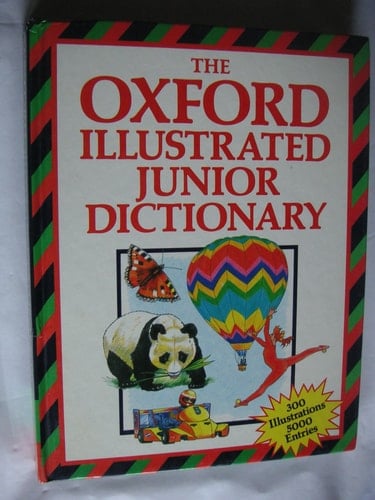 THE
OXFORD
ILLUSTRATED
JUNIOR
DICTIONARY
300
Illustrations
5000
Entries